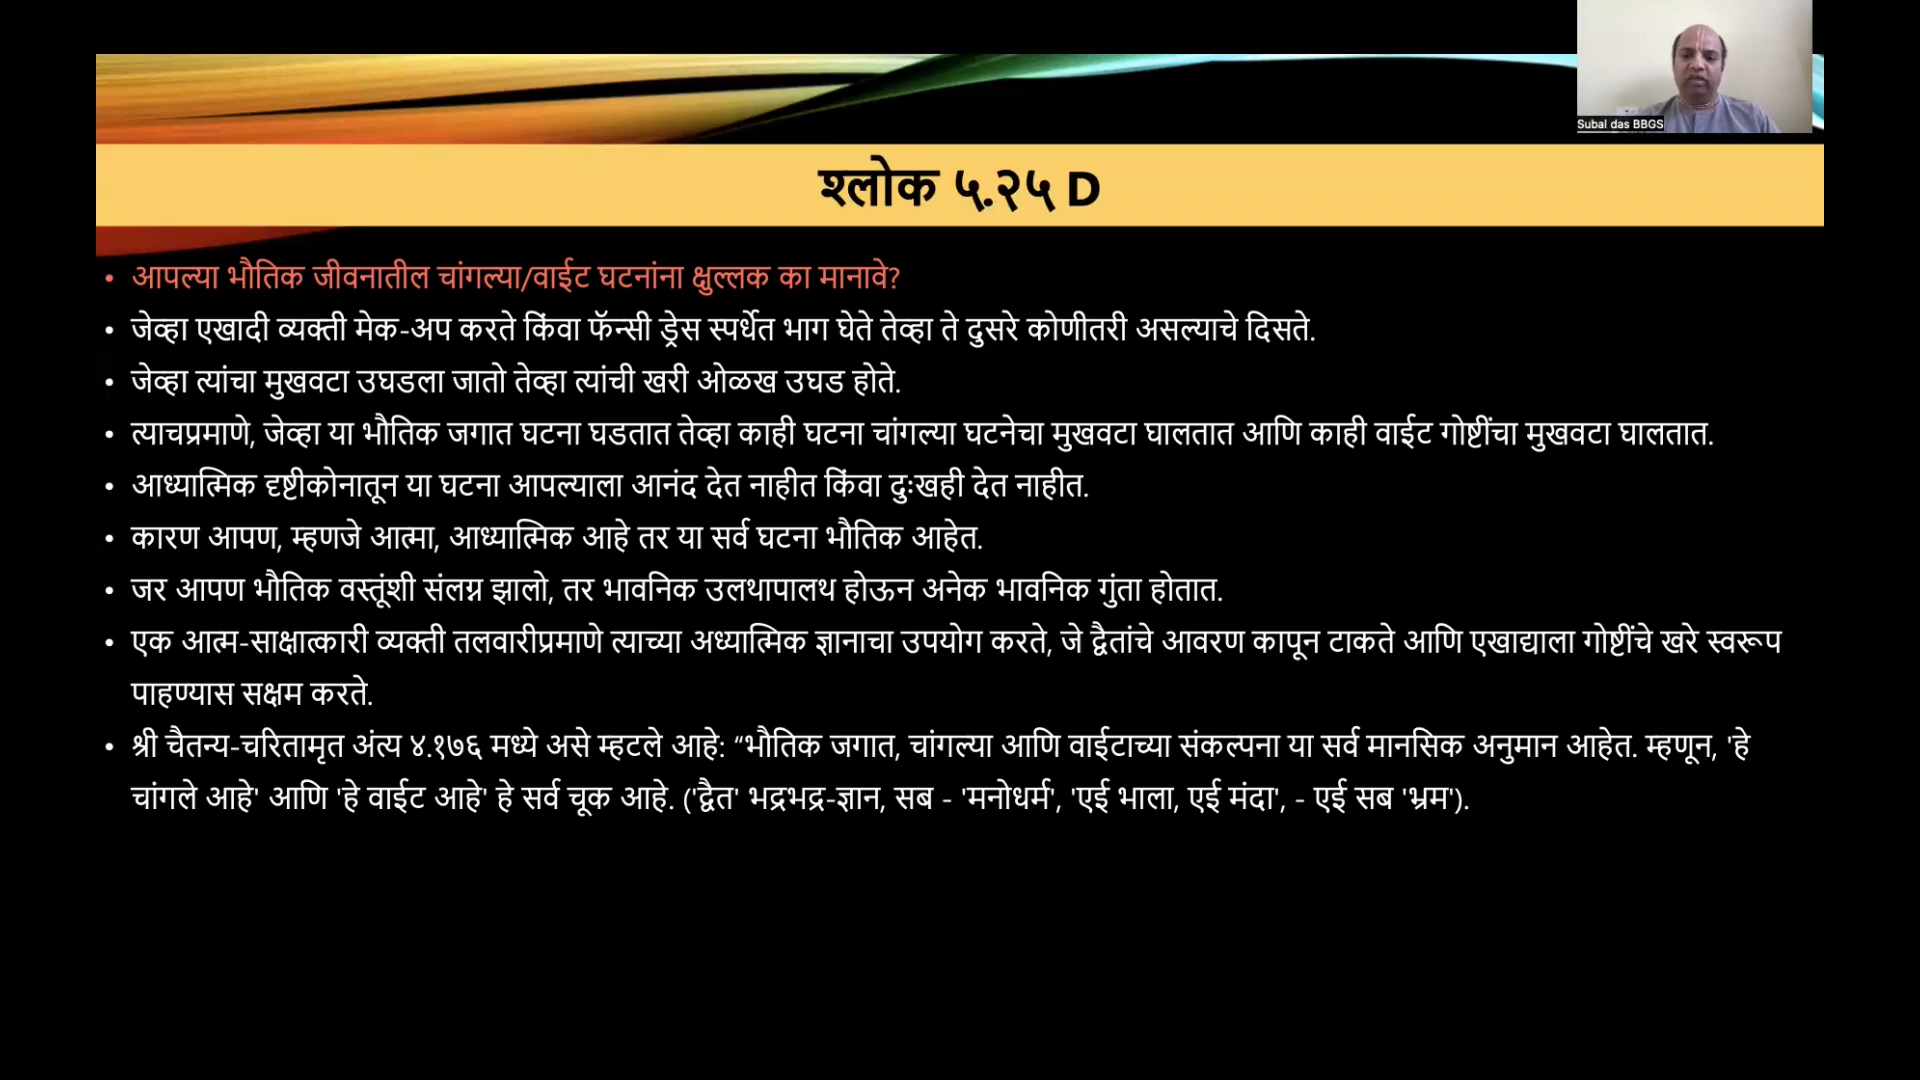 Subal das BBGS
श्लोक ५.२५ D
• आपल्या भौतिक जीवनातील चांगल्या/वाईट घटनांना क्षुल्लक का मानावे?
• जेव्हा एखादी व्यक्ती मेक-अप करते किंवा फॅन्सी ड्रेस स्पर्धेत भाग घेते तेव्हा ते दुसरे कोणीतरी असल्याचे दिसते.
• जेव्हा त्यांचा मुखवटा उघडला जातो तेव्हा त्यांची खरी ओळख उघड होते.
• त्याचप्रमाणे, जेव्हा या भौतिक जगात घटना घडतात तेव्हा काही घटना चांगल्या घटनेचा मुखवटा घालतात आणि काही वाईट गोष्टींचा मुखवटा घालतात.
• आध्यात्मिक दृष्टीकोनातून या घटना आपल्याला आनंद देत नाहीत किंवा दुःखही देत नाहीत.
• कारण आपण, म्हणजे आत्मा, आध्यात्मिक आहे तर या सर्व घटना भौतिक आहेत.
• जर आपण भौतिक वस्तूंशी संलग्न झालो, तर भावनिक उलथापालथ होऊन अनेक भावनिक गुंता होतात.
• एक आत्म-साक्षात्कारी व्यक्ती तलवारीप्रमाणे त्याच्या अध्यात्मिक ज्ञानाचा उपयोग करते, जे द्वैतांचे आवरण कापून टाकते आणि एखाद्याला गोष्टींचे खरे स्वरूप
पाहण्यास सक्षम करते.
• श्री चैतन्य-चरितामृत अंत्य ४.१७६ मध्ये असे म्हटले आहे: “भौतिक जगात, चांगल्या आणि वाईटाच्या संकल्पना या सर्व मानसिक अनुमान आहेत. म्हणून, 'हे
चांगले आहे' आणि 'हे वाईट आहे' हे सर्व चूक आहे. ('द्वैत' भद्रभद्र-ज्ञान, सब - 'मनोधर्म', 'एई भाला, एई मंदा', - एई सब 'भ्रम').